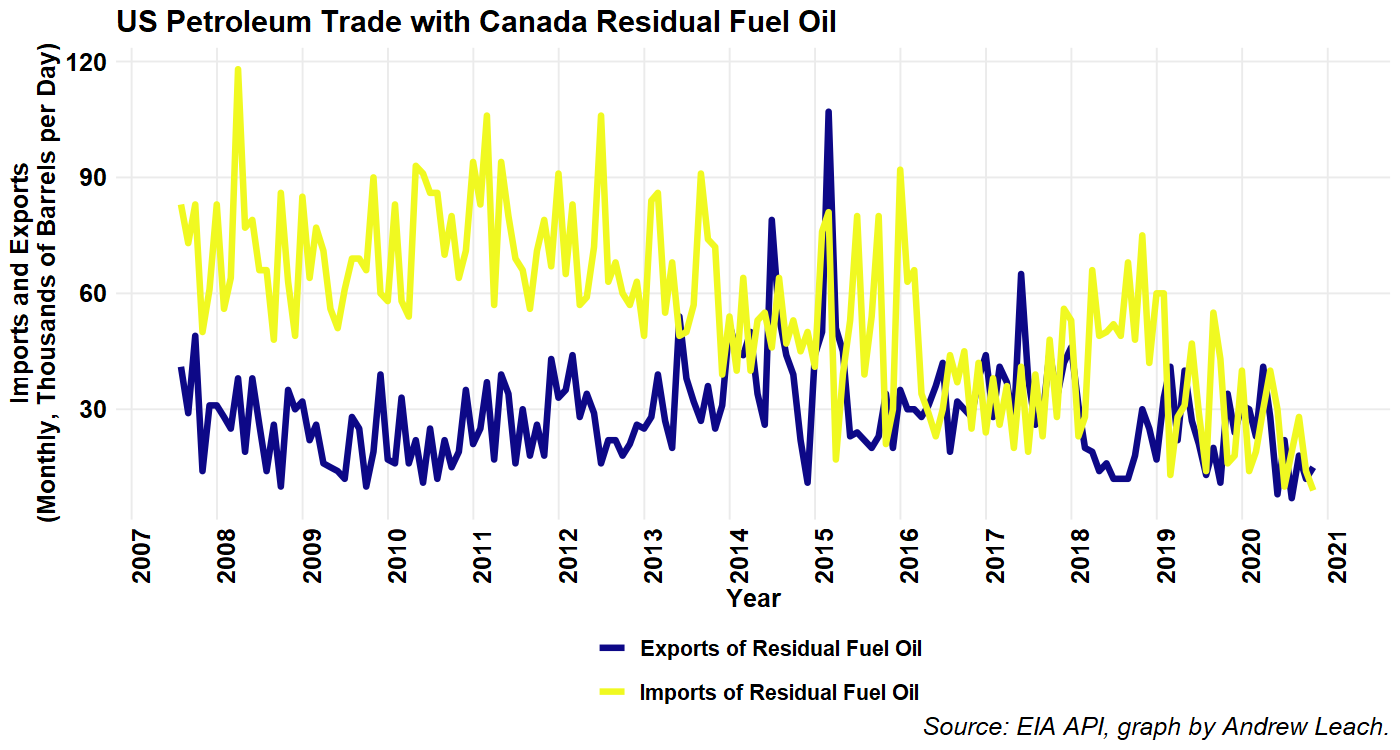 US Petroleum Trade with Canada Residual Fuel Oil
Imports and Exports
(Monthly, Thousands of Barrels per Day)
120
90
60
30
2007
2008
2009
2010
2011
2012
2013
2014
2015
2016
2017
2018
2019
2020
2021
Year
Exports of Residual Fuel Oil
Imports of Residual Fuel Oil
Source: EIA API, graph by Andrew Leach.